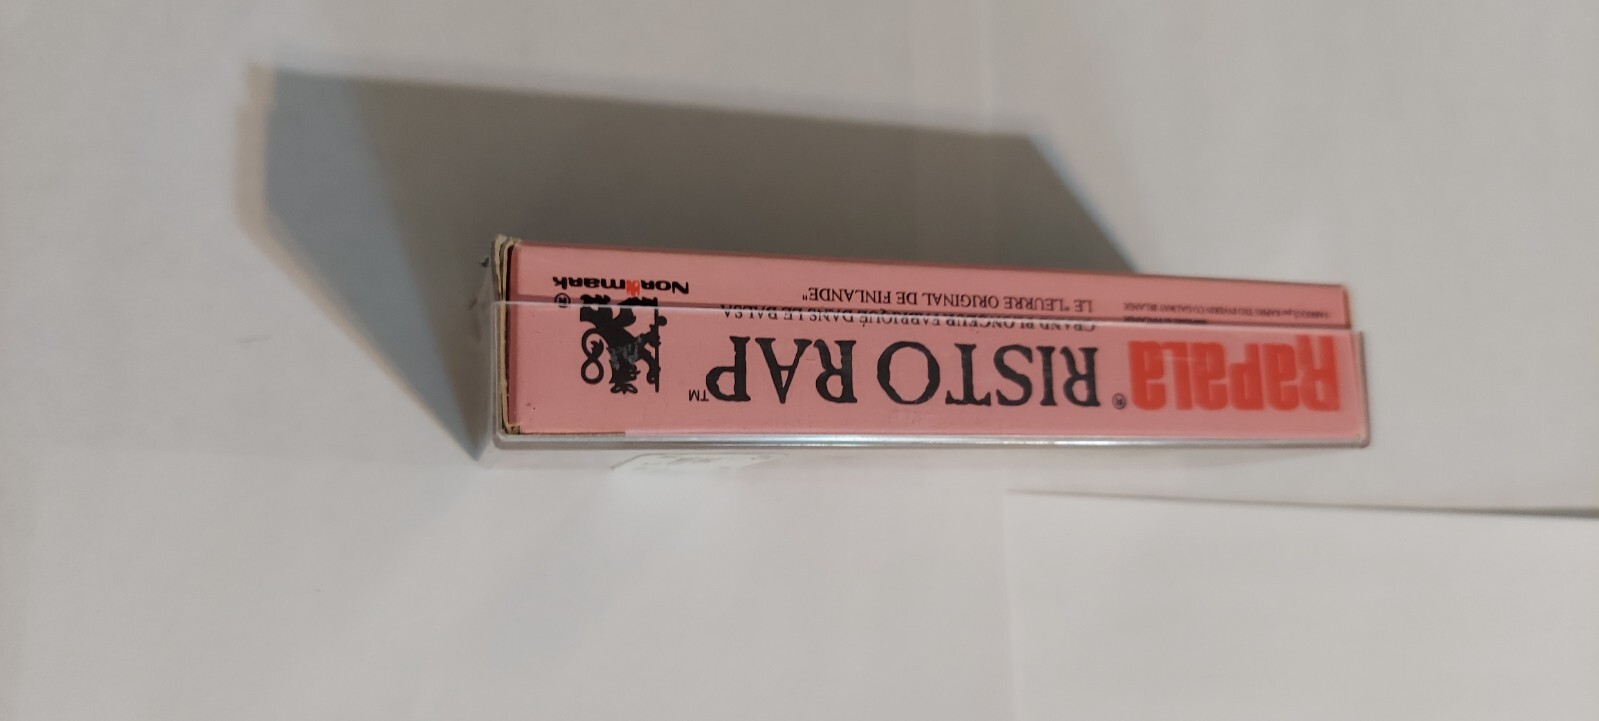 Rapala® RISTO RAP™
GRAND PLONGEUR FABRIQUÉ DANS LE BALSA
LE "LEURRE ORIGINAL DE FINLANDE"
Normark